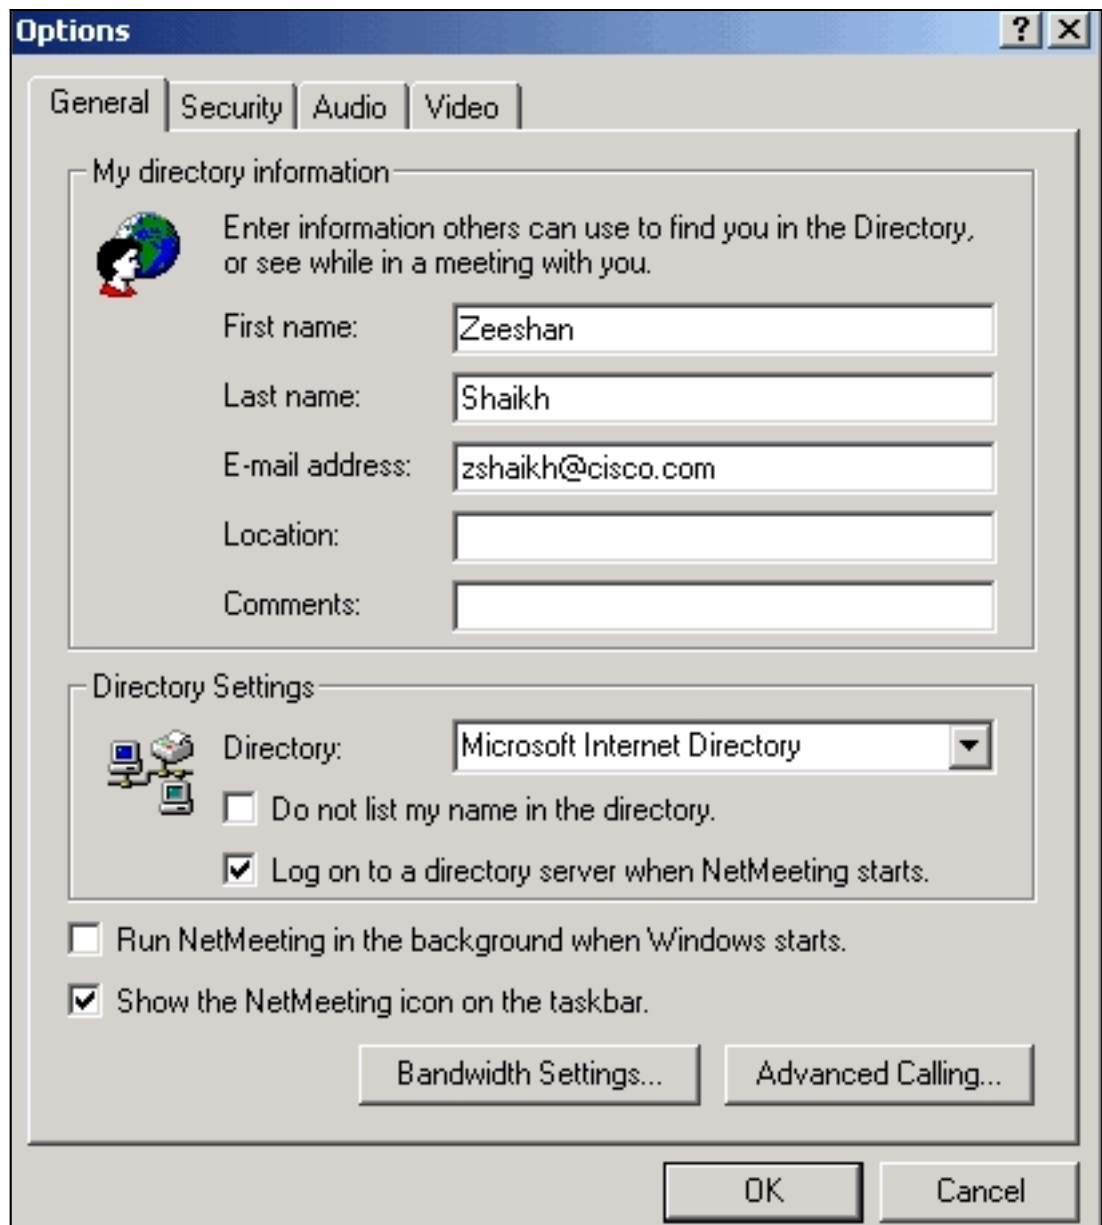 Options
General Security Audio Video
My directory information
Enter information others can use to find you in the Directory,
or see while in a meeting with you.
First name: Zeeshan
Last name: Shaikh
E-mail address: zshaikh@cisco.com
Location:
Comments:
Directory Settings
Directory: Microsoft Internet Directory
Do not list my name in the directory.
Log on to a directory server when NetMeeting starts.
Run NetMeeting in the background when Windows starts.
Show the NetMeeting icon on the taskbar.
Bandwidth Settings... Advanced Calling...
OK Cancel